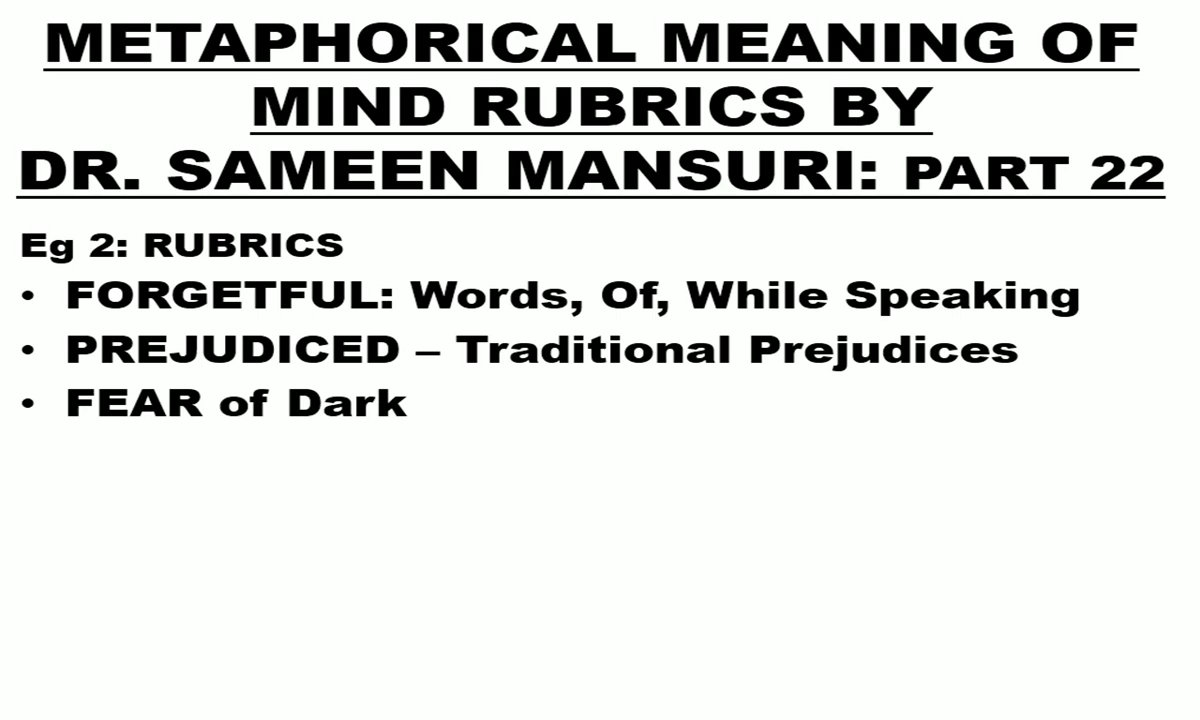 METAPHORICAL MEANING OF
MIND RUBRICS BY
DR. SAMEEN MANSURI: PART 22
Eg 2: RUBRICS
• FORGETFUL: Words, Of, While Speaking
• PREJUDICED – Traditional Prejudices
• FEAR of Dark